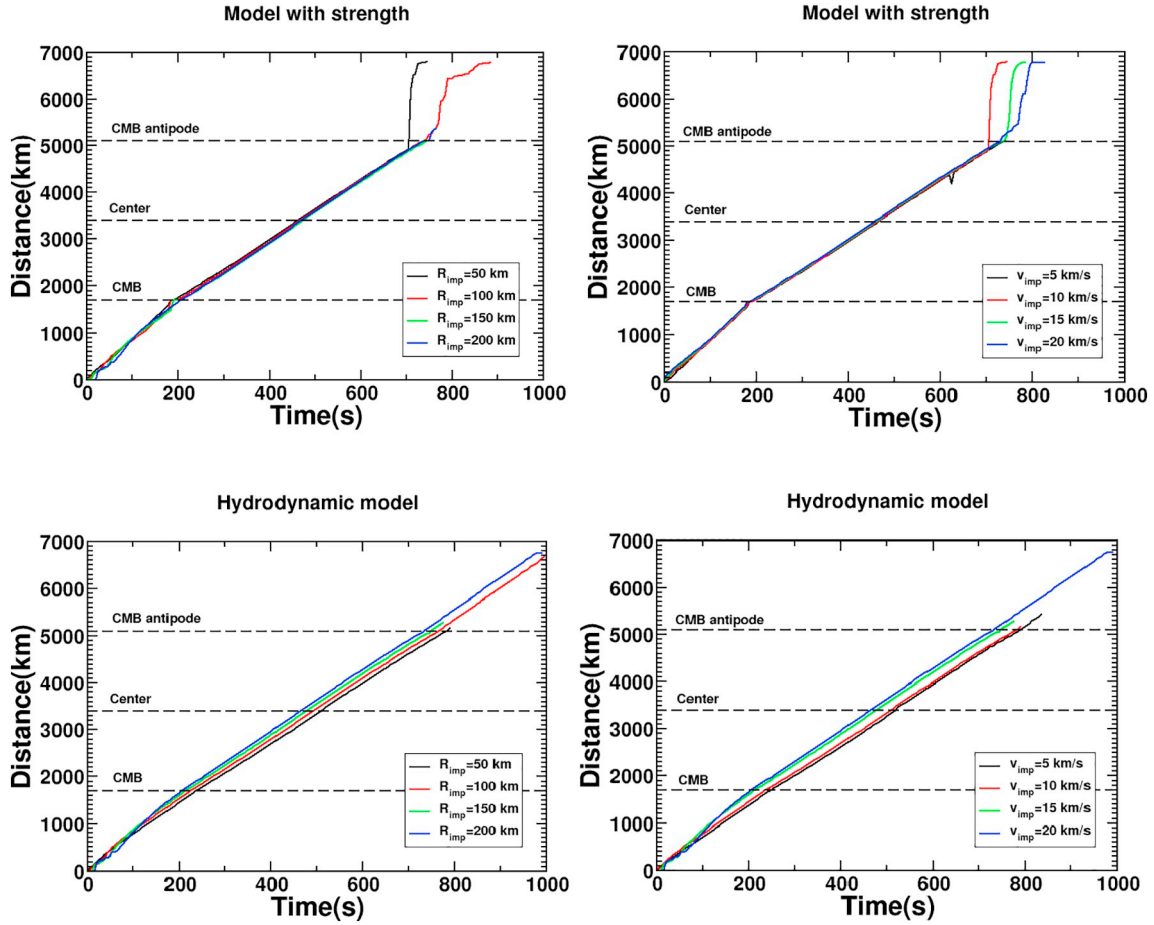 Model with strength
7000
6000
5000
4000
3000
2000
1000
0
Distance(km)
CMB antipode
Center
CMB
R_imp=50 km
R_imp=100 km
R_imp=150 km
R_imp=200 km
0 200 400 600 800 1000
Time(s)
Model with strength
7000
6000
5000
4000
3000
2000
1000
0
Distance(km)
CMB antipode
Center
CMB
v_imp=5 km/s
v_imp=10 km/s
v_imp=15 km/s
v_imp=20 km/s
0 200 400 600 800 1000
Time(s)
Hydrodynamic model
7000
6000
5000
4000
3000
2000
1000
0
Distance(km)
CMB antipode
Center
CMB
R_imp=50 km
R_imp=100 km
R_imp=150 km
R_imp=200 km
0 200 400 600 800 1000
Time(s)
Hydrodynamic model
7000
6000
5000
4000
3000
2000
1000
0
Distance(km)
CMB antipode
Center
CMB
v_imp=5 km/s
v_imp=10 km/s
v_imp=15 km/s
v_imp=20 km/s
0 200 400 600 800 1000
Time(s)